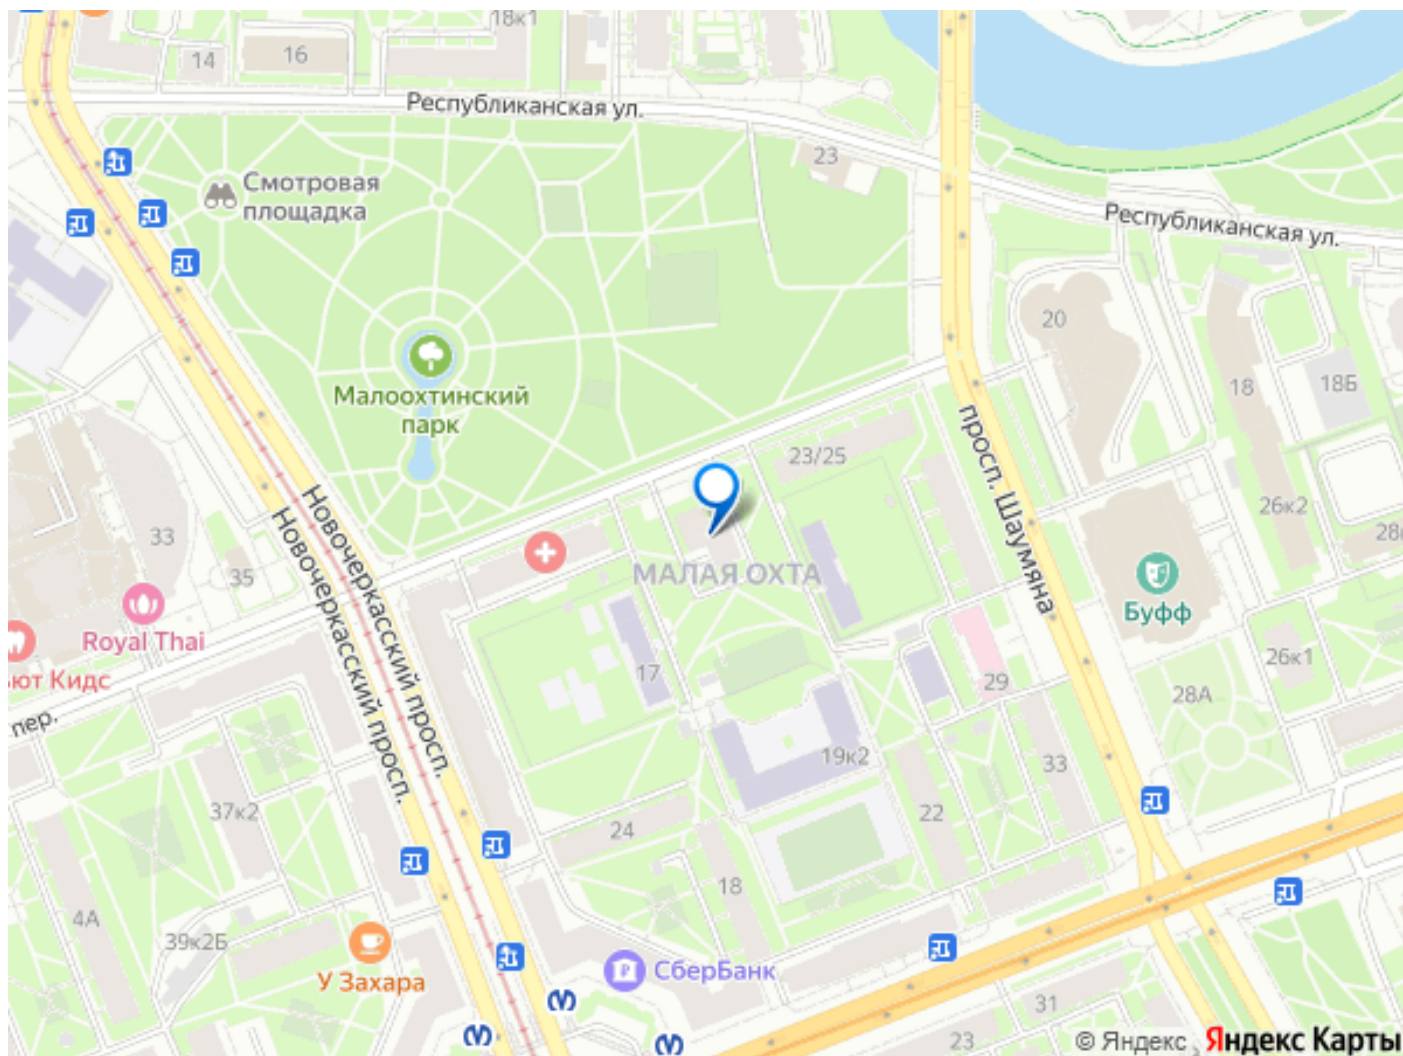 18к1
14
16
Республиканская ул.
23
Смотровая
площадка
Республиканская ул.
20
18
18Б
Малоохтинский
парк
просп. Шаумяна
23/25
26к2
Новочеркасский просп.
Новочеркасский просп.
33
35
МАЛАЯ ОХТА
Буфф
Royal Thai
17
29
26к1
ьют Кидс
28А
пер.
19к2
33
37к2
24
22
18
4А
39к2Б
У Захара
СберБанк
31
23
© Яндекс
Яндекс Карты